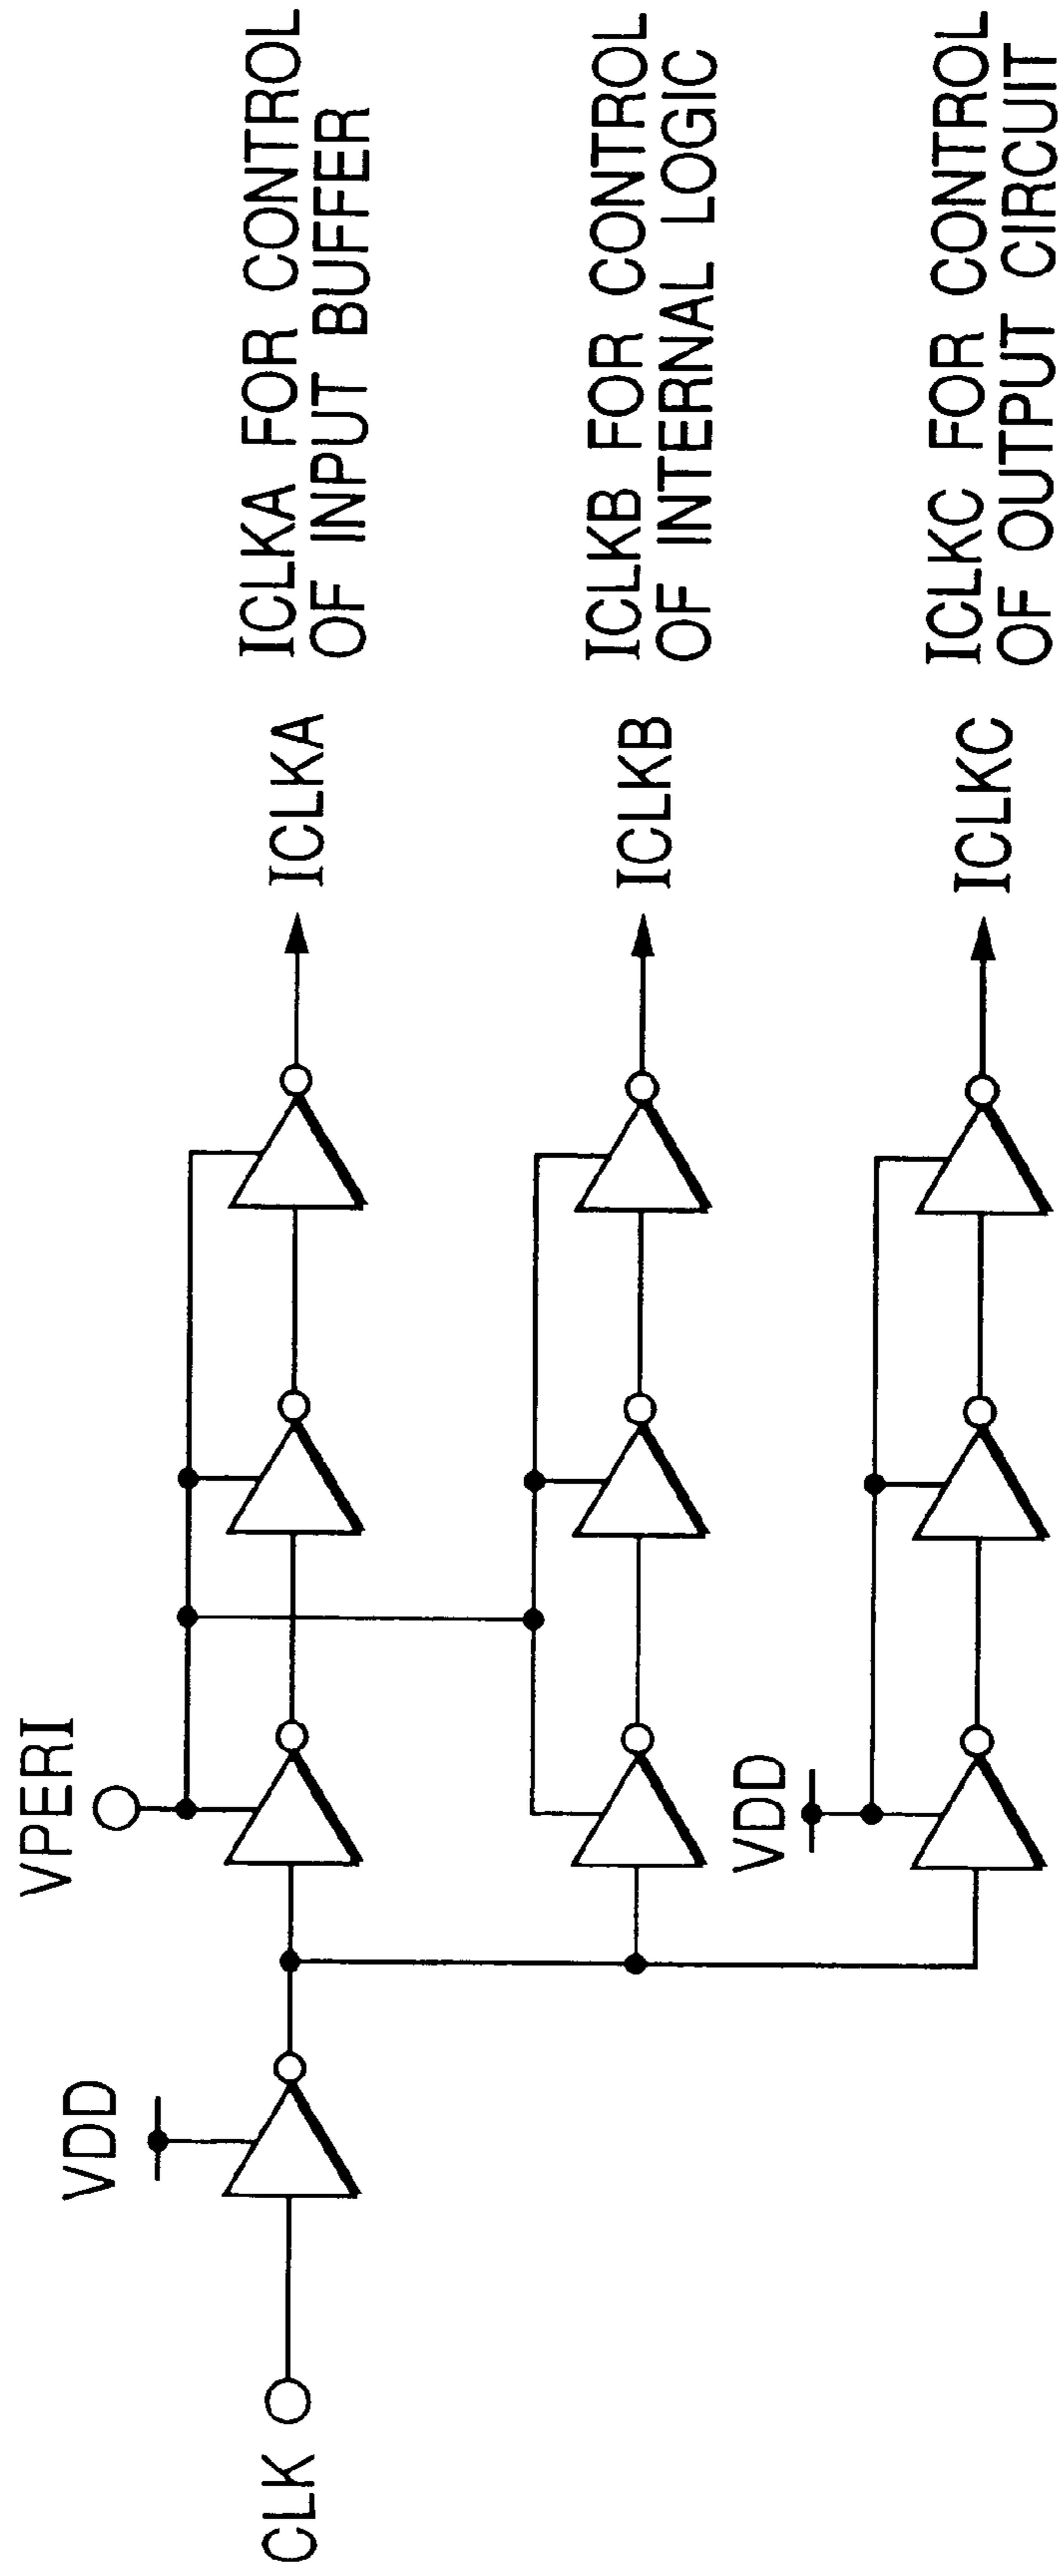 VPERI
VDD
CLK
ICLKA
ICLKA FOR CONTROL
OF INPUT BUFFER
ICLKB
ICLKB FOR CONTROL
OF INTERNAL LOGIC
VDD
ICLKC
ICLKC FOR CONTROL
OF OUTPUT CIRCUIT